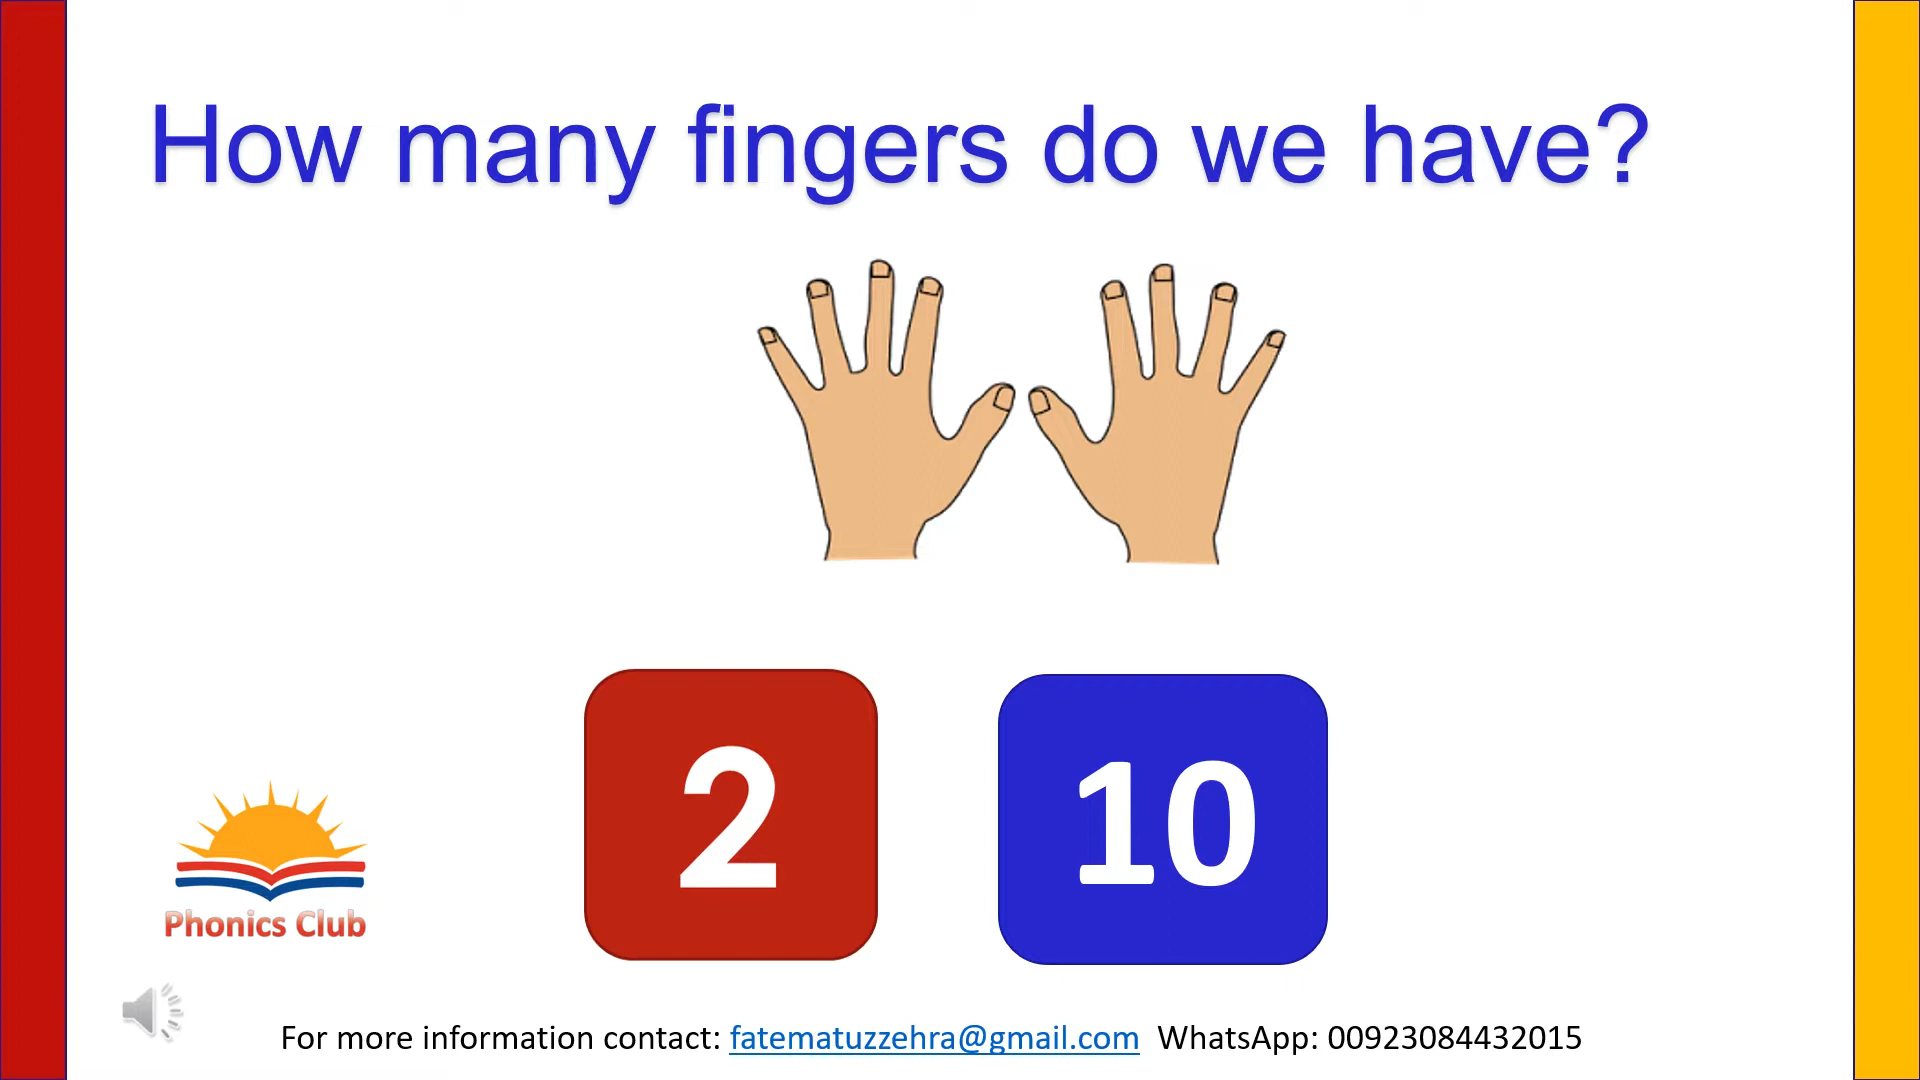 How many fingers do we have?
2
10
Phonics Club
For more information contact: fatematuzzehra@gmail.com WhatsApp: 00923084432015